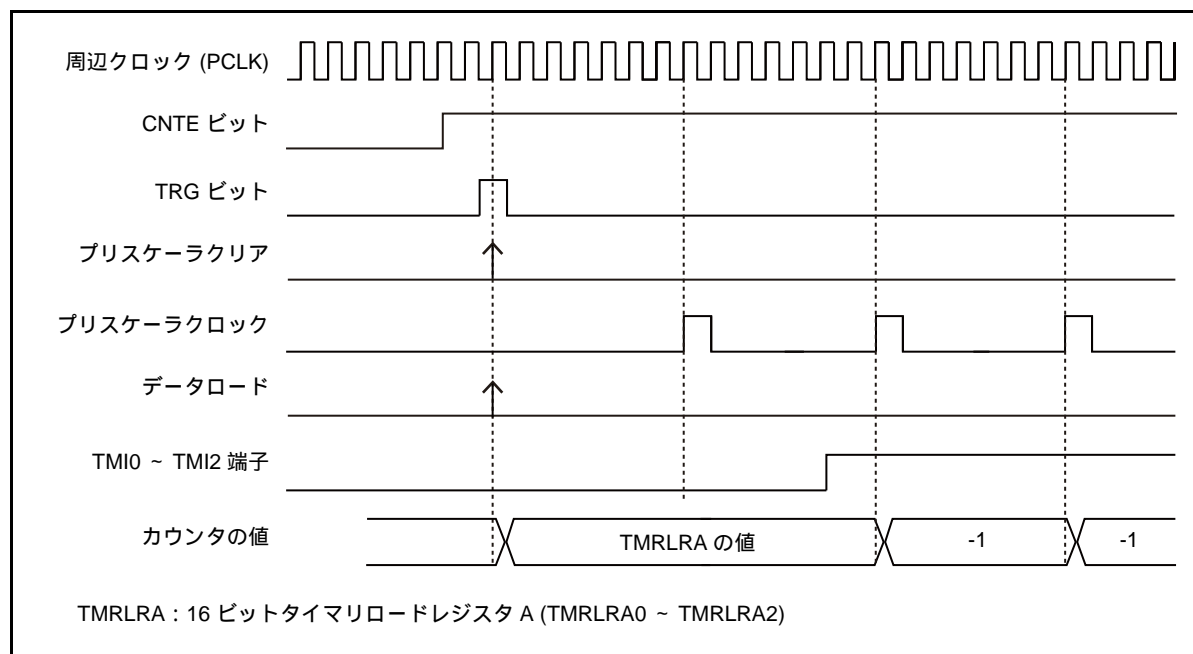 周辺クロック (PCLK)
CNTE ビット
TRG ビット
プリスケーラクリア
プリスケーラクロック
データロード
TMI0 ~ TMI2 端子
カウンタの値
TMRLRA の値
-1
-1
TMRLRA : 16 ビットタイマリロードレジスタ A (TMRLRA0 ~ TMRLRA2)